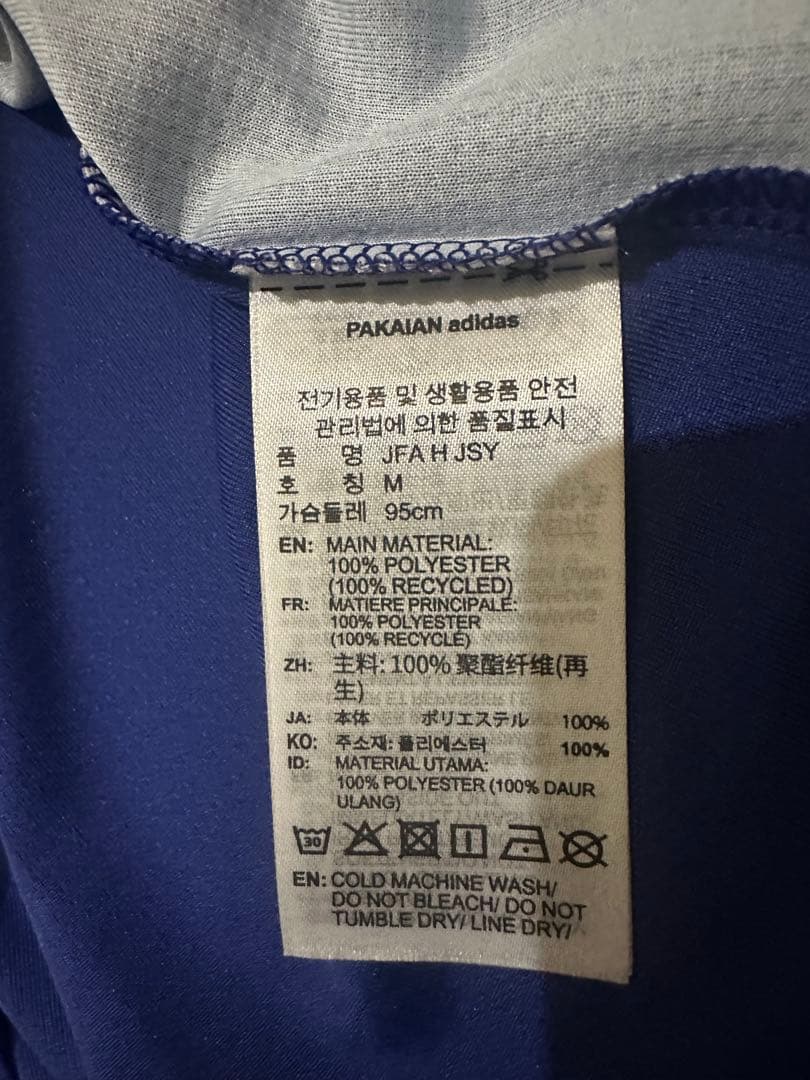 PAKAIAN adidas
전기용품 및 생활용품 안전
관리법에 의한 품질표시
품 명 JFA H JSY
호 칭 M
가슴둘레 95cm
EN: MAIN MATERIAL:
100% POLYESTER
(100% RECYCLED)
FR: MATIERE PRINCIPALE:
100% POLYESTER
(100% RECYCLÉ)
ZH: 主料: 100% 聚酯纤维(再
生)
JA: 本体 ポリエステル 100%
KO: 주소재: 폴리에스터 100%
ID: MATERIAL UTAMA:
100% POLYESTER (100% DAUR
ULANG)
30
EN: COLD MACHINE WASH/
DO NOT BLEACH/ DO NOT
TUMBLE DRY/ LINE DRY/